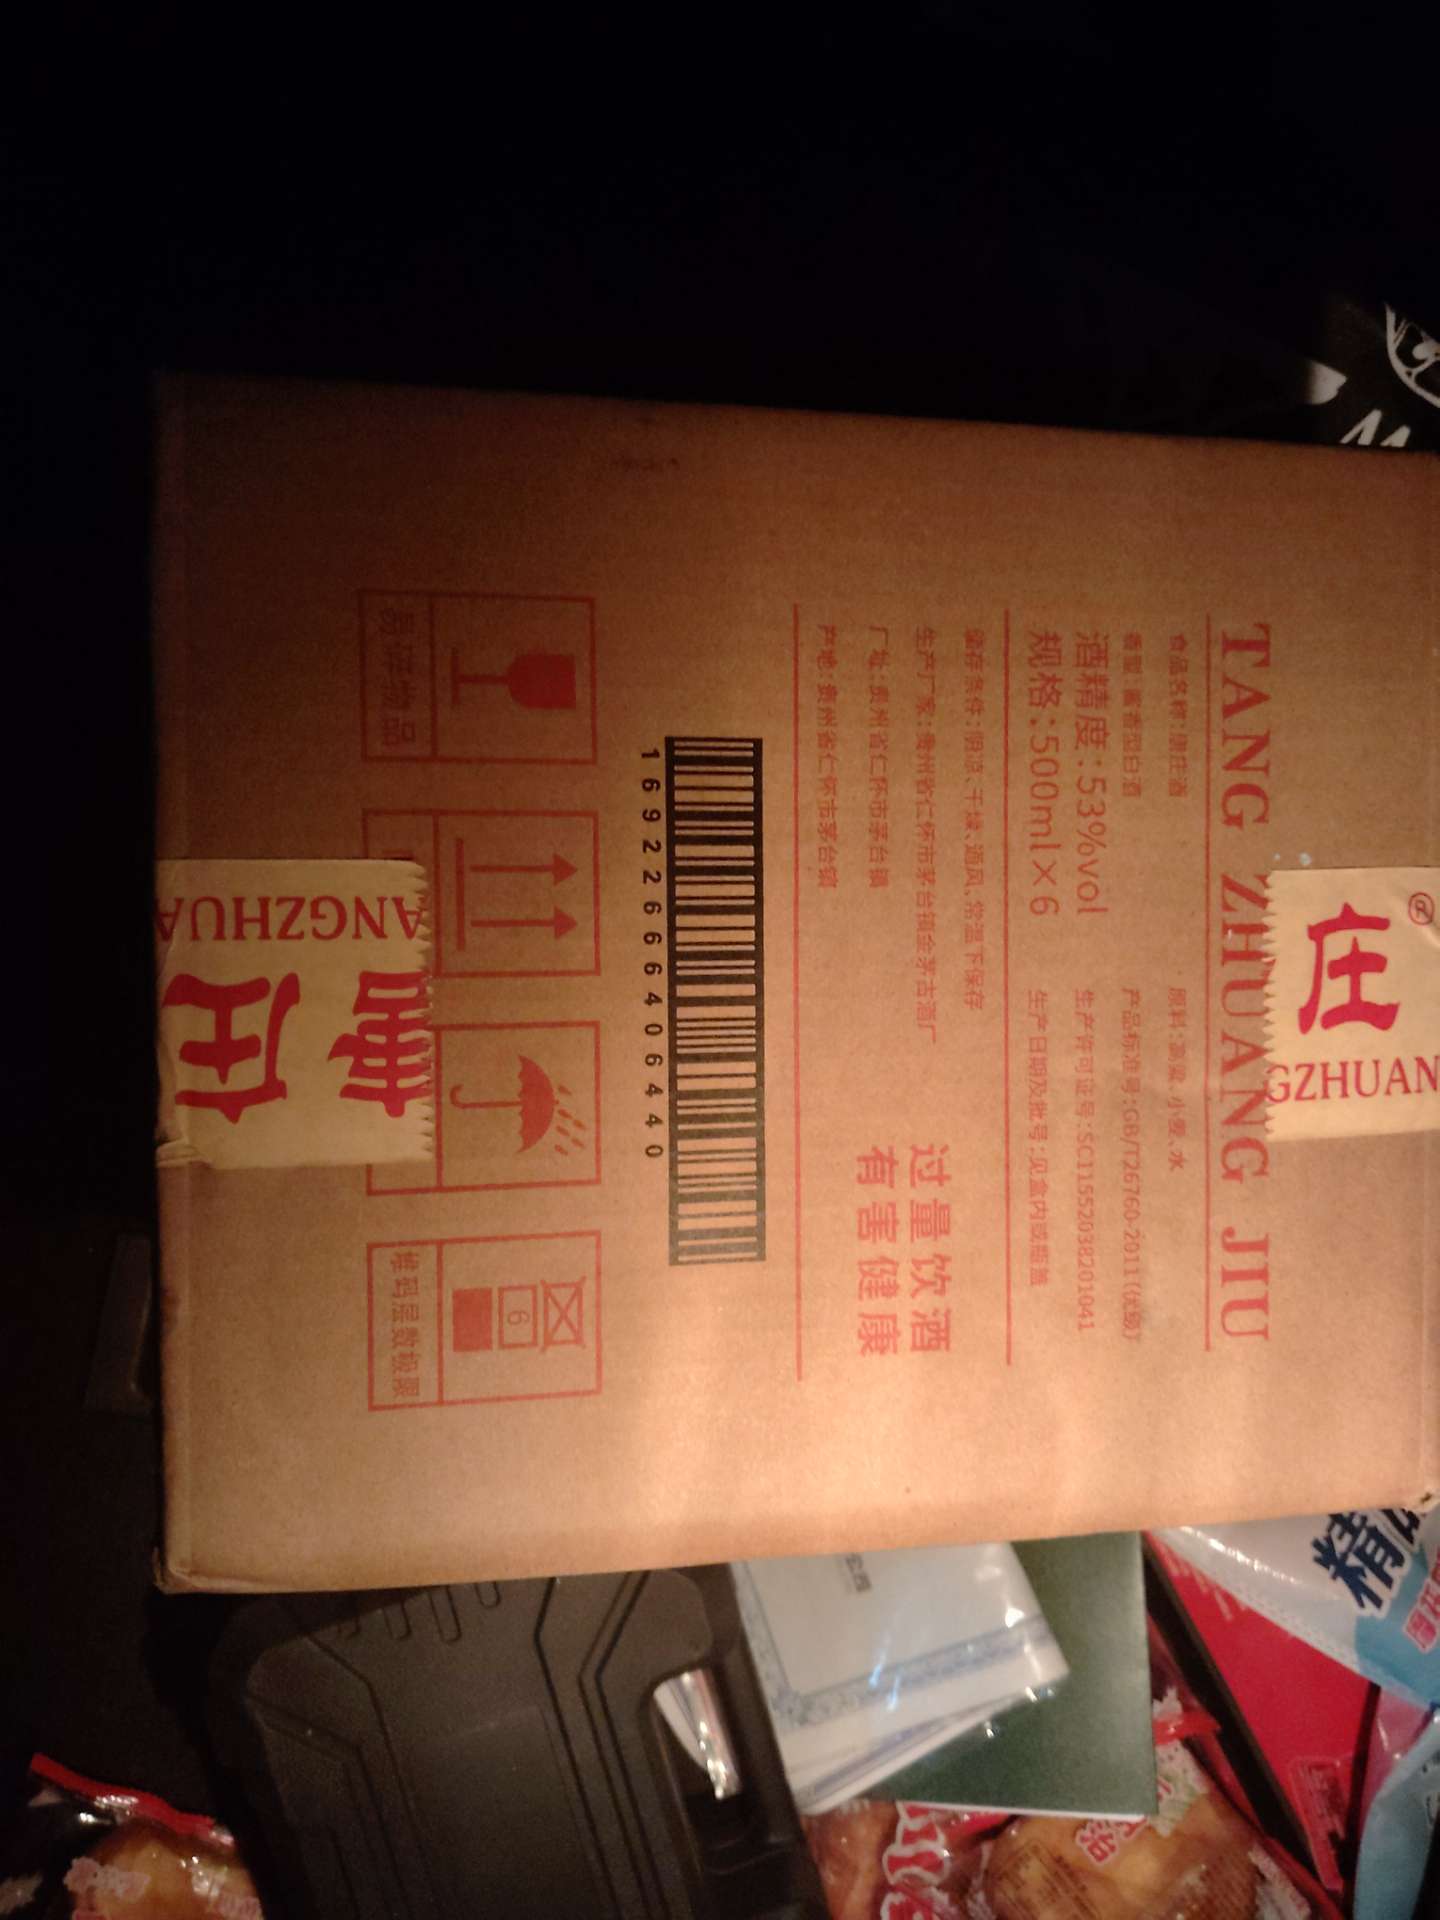 TANG ZHUANG JIU
食品名称:唐庄酒
原料:高粱、小麦、水
香型:酱香型白酒
产品标准号:GB/T26760-2011(优级)
酒精度:53%vol
生产许可证号:SC11552038201041
规格:500ml×6
生产日期及批号:见盒内或瓶盖
储存条件:阴凉、干燥、通风、常温下保存
生产厂家:贵州省仁怀市茅台镇金茅古酒厂
厂址:贵州省仁怀市茅台镇
产地:贵州省仁怀市茅台镇
过量饮酒
有害健康
16922666406440
易碎物品
6
堆码层数极限
庄®
GZHUAN
ANGZHUA
唐庄
精